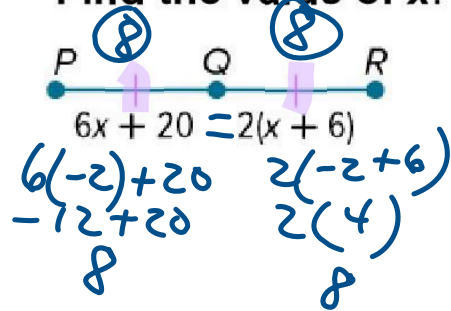 Find the value of x.
8 8
P Q R
6x + 20 = 2(x + 6)
6(-2)+20 2(-2+6)
-12+20 2(4)
8 8